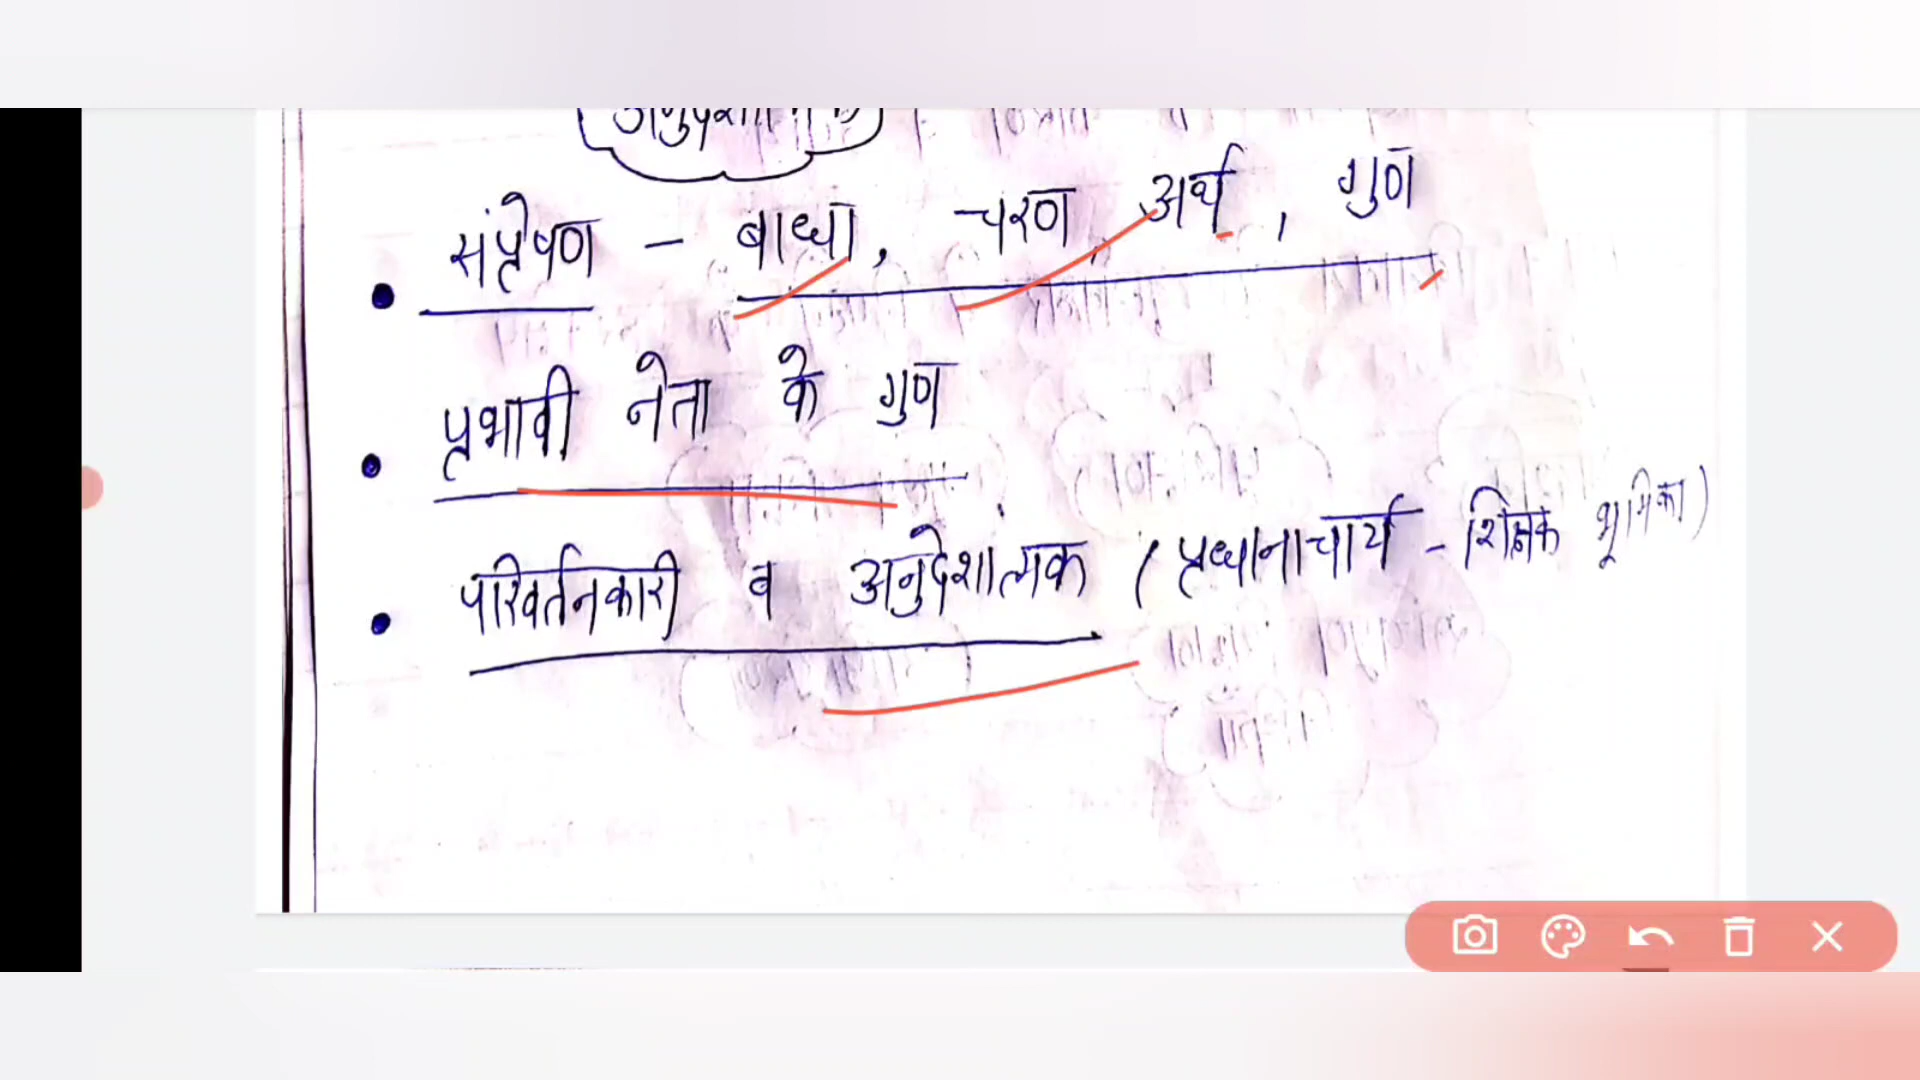 संप्रेषण - बाधा, चरण, अर्थ, गुण
प्रभावी नेता के गुण
परिवर्तनकारी व अनुदेशात्मक (प्रधानाचार्य - शिक्षक भूमिका)